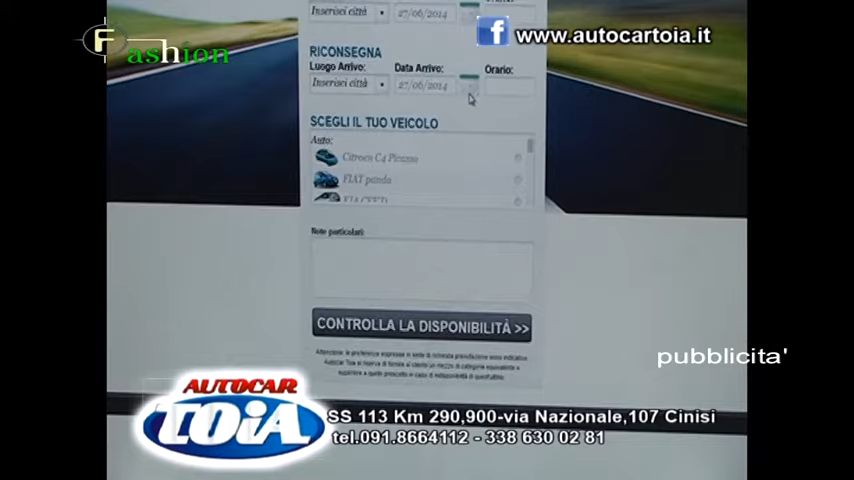 Fashion
Inserisci città
27/06/2014
www.autocartoia.it
RICONSEGNA
Luogo Arrivo: Data Arrivo: Orario:
Inserisci città 27/06/2014
SCEGLI IL TUO VEICOLO
Auto:
Citroen C4 Picasso
FIAT panda
KIA CEED
Note particolari:
CONTROLLA LA DISPONIBILITÀ >>
pubblicita'
AUTOCAR
TOiA
SS 113 Km 290,900-via Nazionale,107 Cinisi
tel.091.8664112 - 338 630 02 81